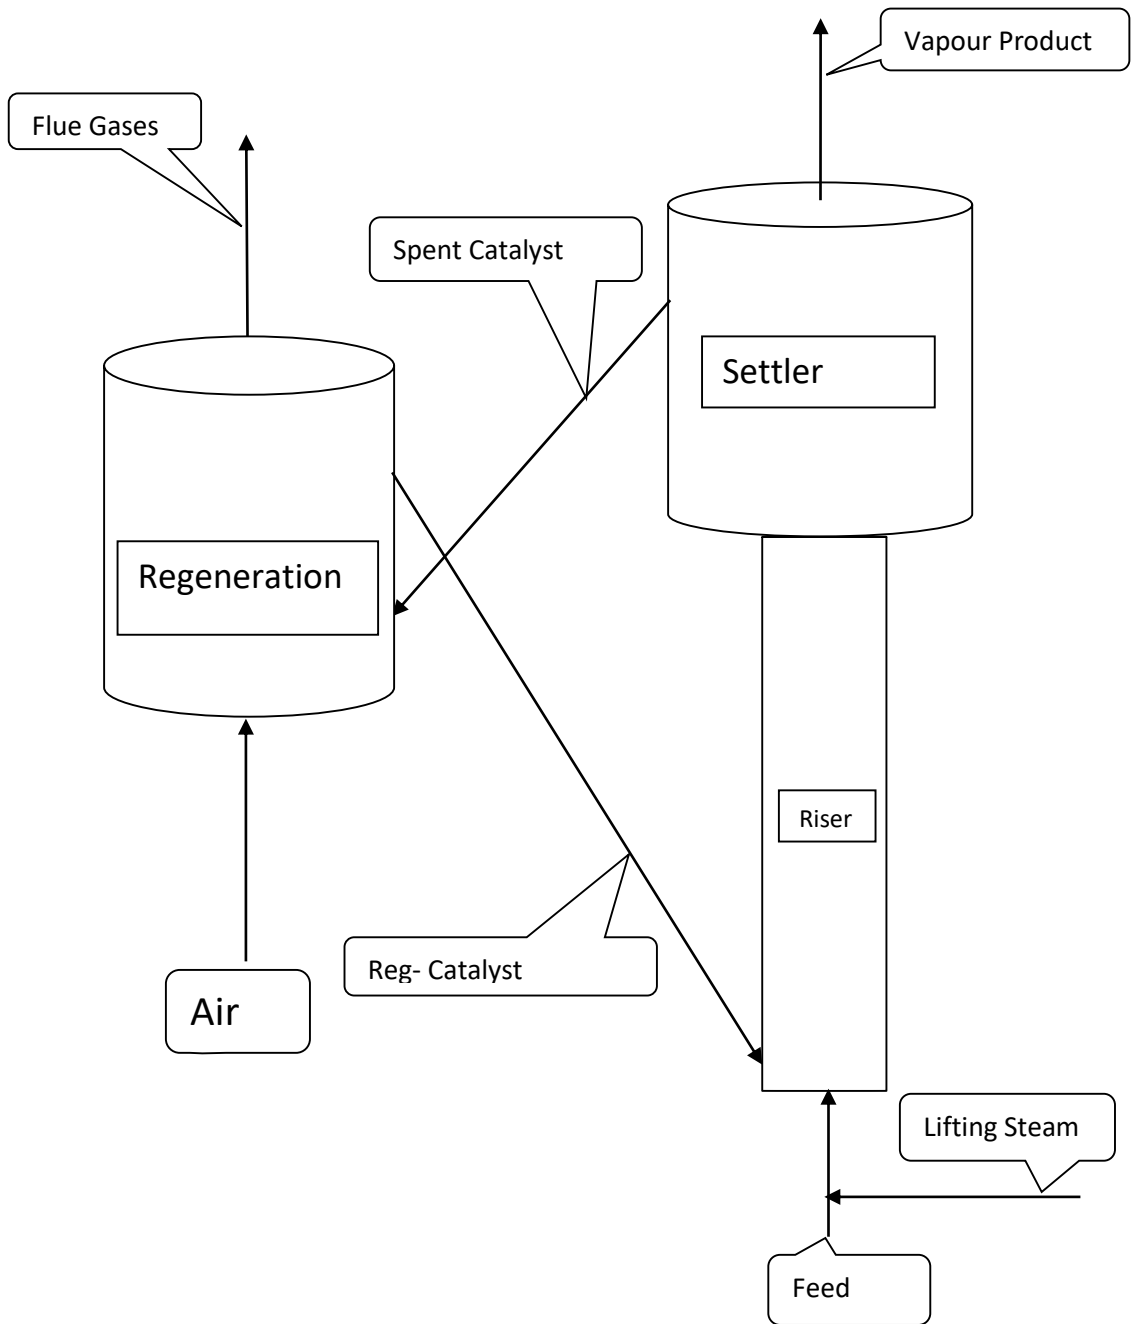 Vapour Product
Flue Gases
Spent Catalyst
Settler
Regeneration
Riser
Reg- Catalyst
Air
Lifting Steam
Feed